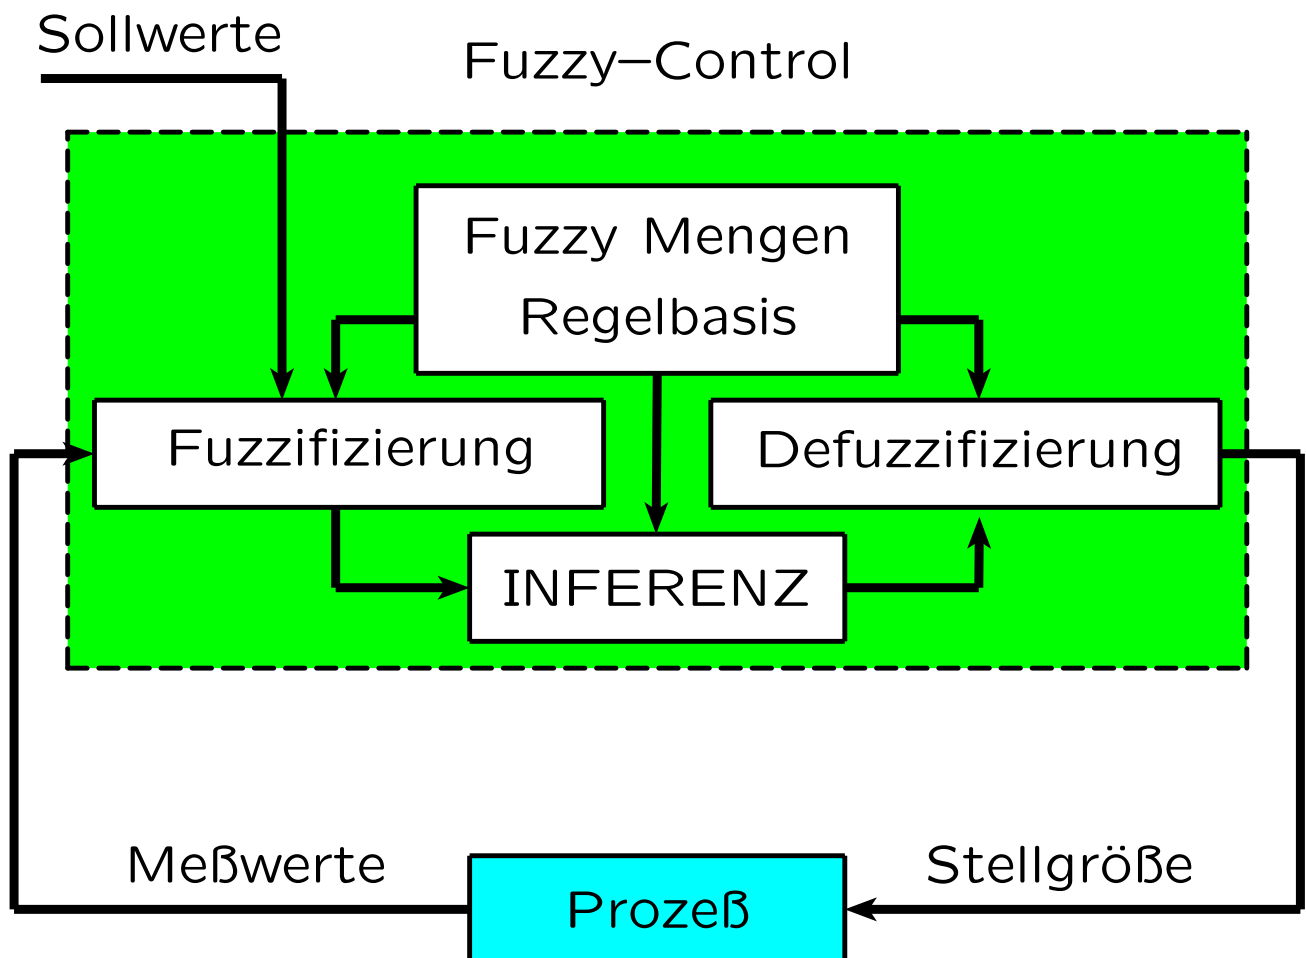 Sollwerte
Fuzzy–Control
Fuzzy Mengen
Regelbasis
Fuzzifizierung
Defuzzifizierung
INFERENZ
Meßwerte
Stellgröße
Prozeß